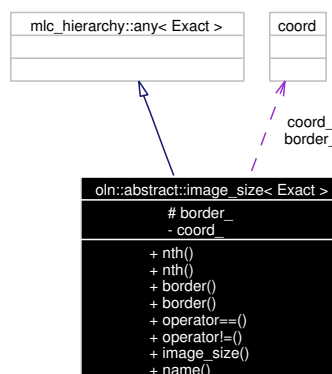 mlc_hierarchy::any< Exact >
coord
coord_
border_
oln::abstract::image_size< Exact >
# border_
- coord_
+ nth()
+ nth()
+ border()
+ border()
+ operator==()
+ operator!=()
+ image_size()
+ name()